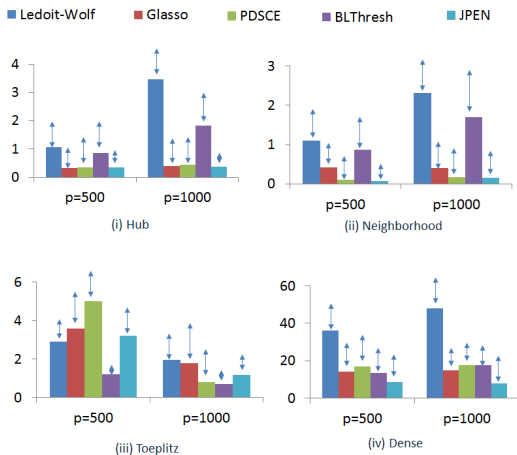 Ledoit-Wolf Glasso PDSCE BLThresh JPEN
4
3
2
1
0
p=500 p=1000
(i) Hub
3
2
1
0
p=500 p=1000
(ii) Neighborhood
6
4
2
0
p=500 p=1000
(iii) Toeplitz
60
40
20
0
p=500 p=1000
(iv) Dense